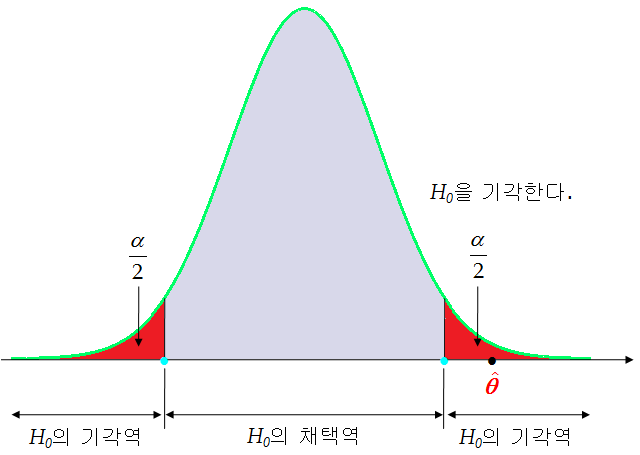 H₀을 기각한다.
α/2
α/2
θ̂
H₀의 기각역
H₀의 채택역
H₀의 기각역